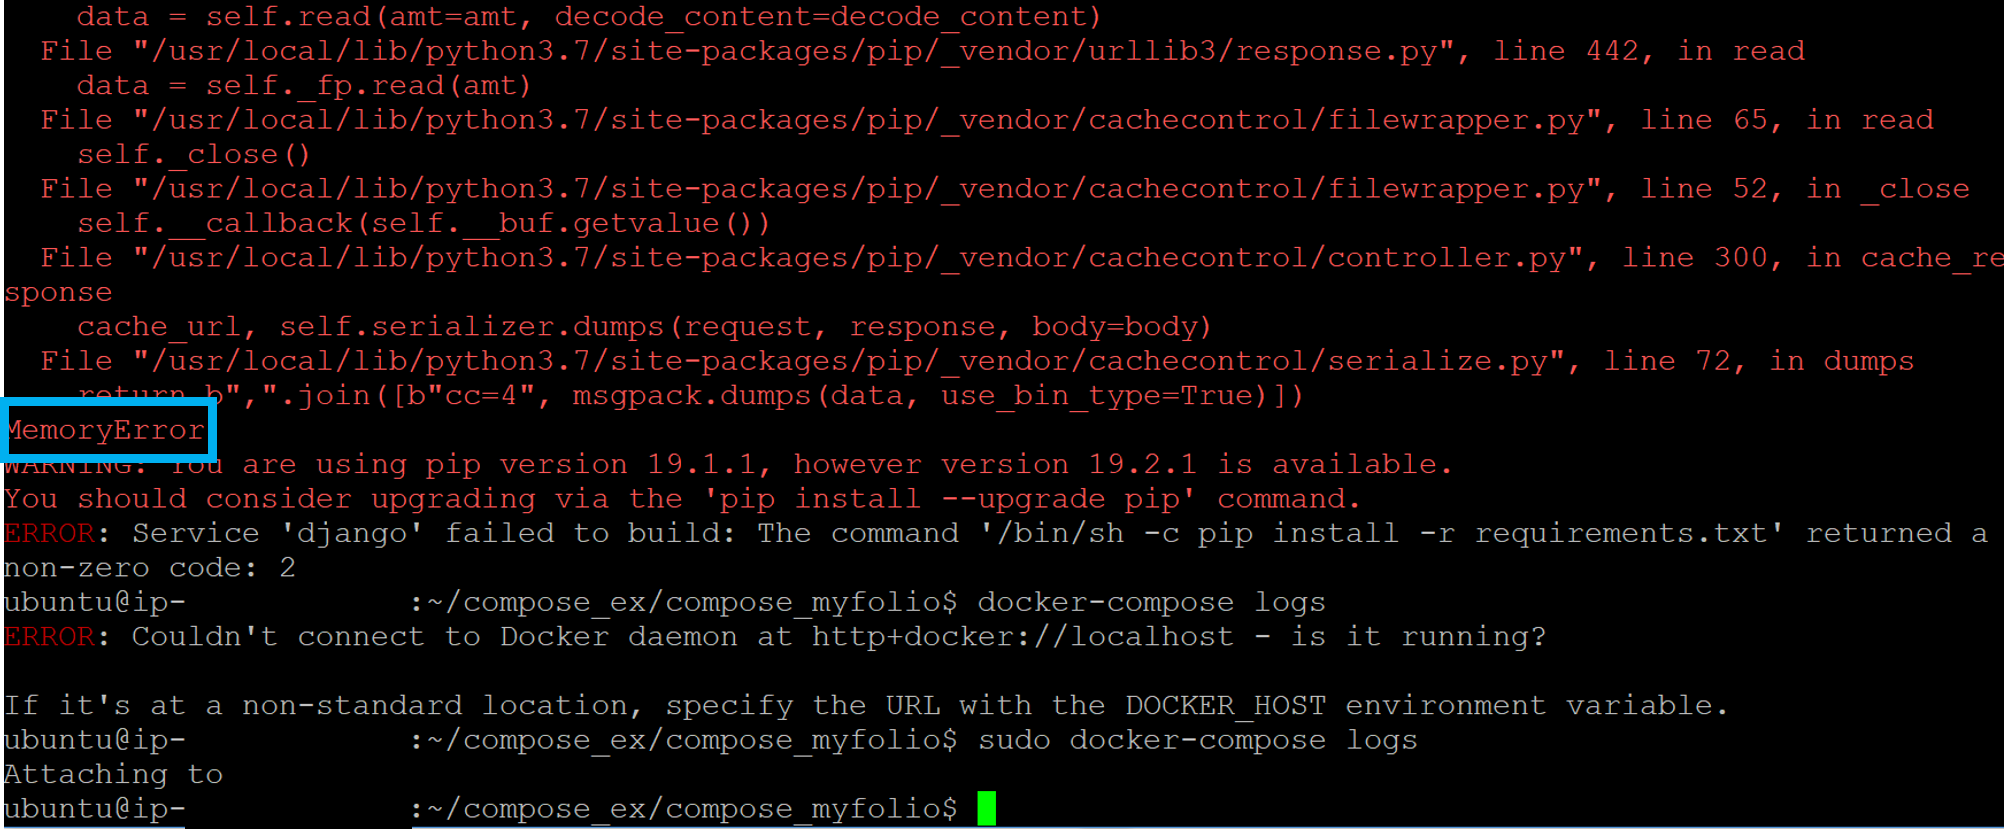 data = self.read(amt=amt, decode_content=decode_content)
  File "/usr/local/lib/python3.7/site-packages/pip/_vendor/urllib3/response.py", line 442, in read
    data = self._fp.read(amt)
  File "/usr/local/lib/python3.7/site-packages/pip/_vendor/cachecontrol/filewrapper.py", line 65, in read
    self._close()
  File "/usr/local/lib/python3.7/site-packages/pip/_vendor/cachecontrol/filewrapper.py", line 52, in _close
    self.__callback(self.__buf.getvalue())
  File "/usr/local/lib/python3.7/site-packages/pip/_vendor/cachecontrol/controller.py", line 300, in cache_re
sponse
    cache_url, self.serializer.dumps(request, response, body=body)
  File "/usr/local/lib/python3.7/site-packages/pip/_vendor/cachecontrol/serialize.py", line 72, in dumps
    return b",".join([b"cc=4", msgpack.dumps(data, use_bin_type=True)])
MemoryError
WARNING: You are using pip version 19.1.1, however version 19.2.1 is available.
You should consider upgrading via the 'pip install --upgrade pip' command.
ERROR: Service 'django' failed to build: The command '/bin/sh -c pip install -r requirements.txt' returned a
non-zero code: 2
ubuntu@ip-            :~/compose_ex/compose_myfolio$ docker-compose logs
ERROR: Couldn't connect to Docker daemon at http+docker://localhost - is it running?

If it's at a non-standard location, specify the URL with the DOCKER_HOST environment variable.
ubuntu@ip-            :~/compose_ex/compose_myfolio$ sudo docker-compose logs
Attaching to
ubuntu@ip-            :~/compose_ex/compose_myfolio$